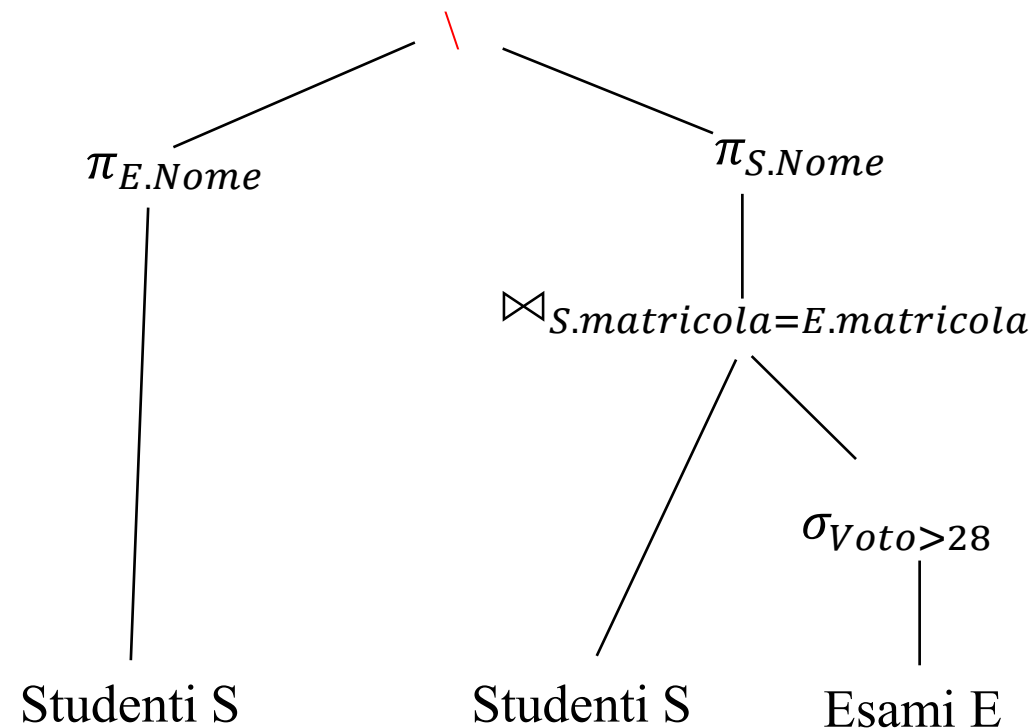 \
π_{E.Nome}
π_{S.Nome}
⋈_{S.matricola=E.matricola}
σ_{Voto>28}
Studenti S
Studenti S
Esami E